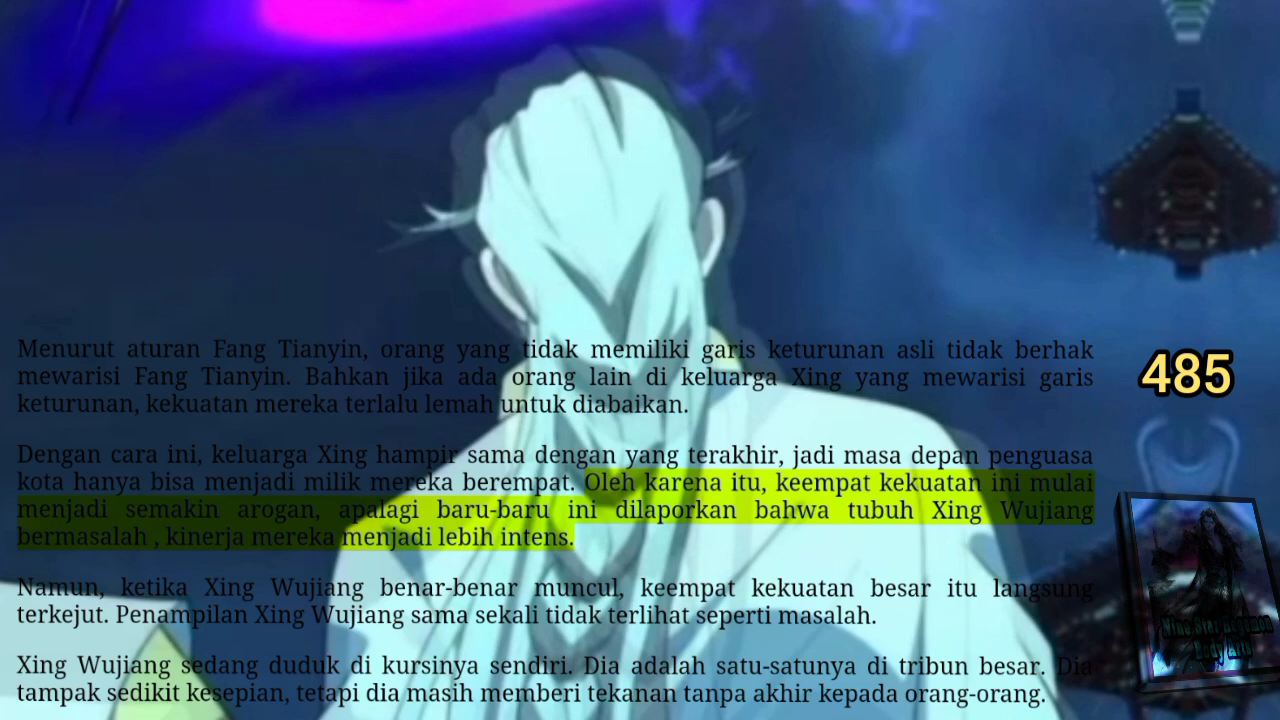 Menurut aturan Fang Tianyin, orang yang tidak memiliki garis keturunan asli tidak berhak
mewarisi Fang Tianyin. Bahkan jika ada orang lain di keluarga Xing yang mewarisi garis
keturunan, kekuatan mereka terlalu lemah untuk diabaikan.
Dengan cara ini, keluarga Xing hampir sama dengan yang terakhir, jadi masa depan penguasa
kota hanya bisa menjadi milik mereka berempat. Oleh karena itu, keempat kekuatan ini mulai
menjadi semakin arogan, apalagi baru-baru ini dilaporkan bahwa tubuh Xing Wujiang
bermasalah , kinerja mereka menjadi lebih intens.
Namun, ketika Xing Wujiang benar-benar muncul, keempat kekuatan besar itu langsung
terkejut. Penampilan Xing Wujiang sama sekali tidak terlihat seperti masalah.
Xing Wujiang sedang duduk di kursinya sendiri. Dia adalah satu-satunya di tribun besar. Dia
tampak sedikit kesepian, tetapi dia masih memberi tekanan tanpa akhir kepada orang-orang.
485
Nine Star Hegemon
Body Arts